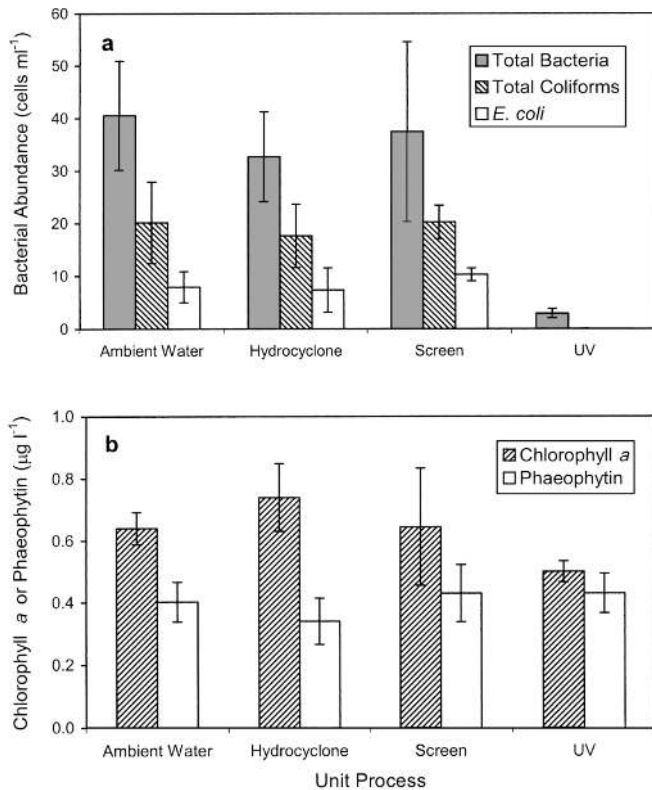 60
50
40
30
20
10
0
Bacterial Abundance (cells ml⁻¹)
a
Total Bacteria
Total Coliforms
E. coli
Ambient Water Hydrocyclone Screen UV
1.0
0.8
0.6
0.4
0.2
0.0
Chlorophyll a or Phaeophytin (µg l⁻¹)
b
Chlorophyll a
Phaeophytin
Ambient Water Hydrocyclone Screen UV
Unit Process